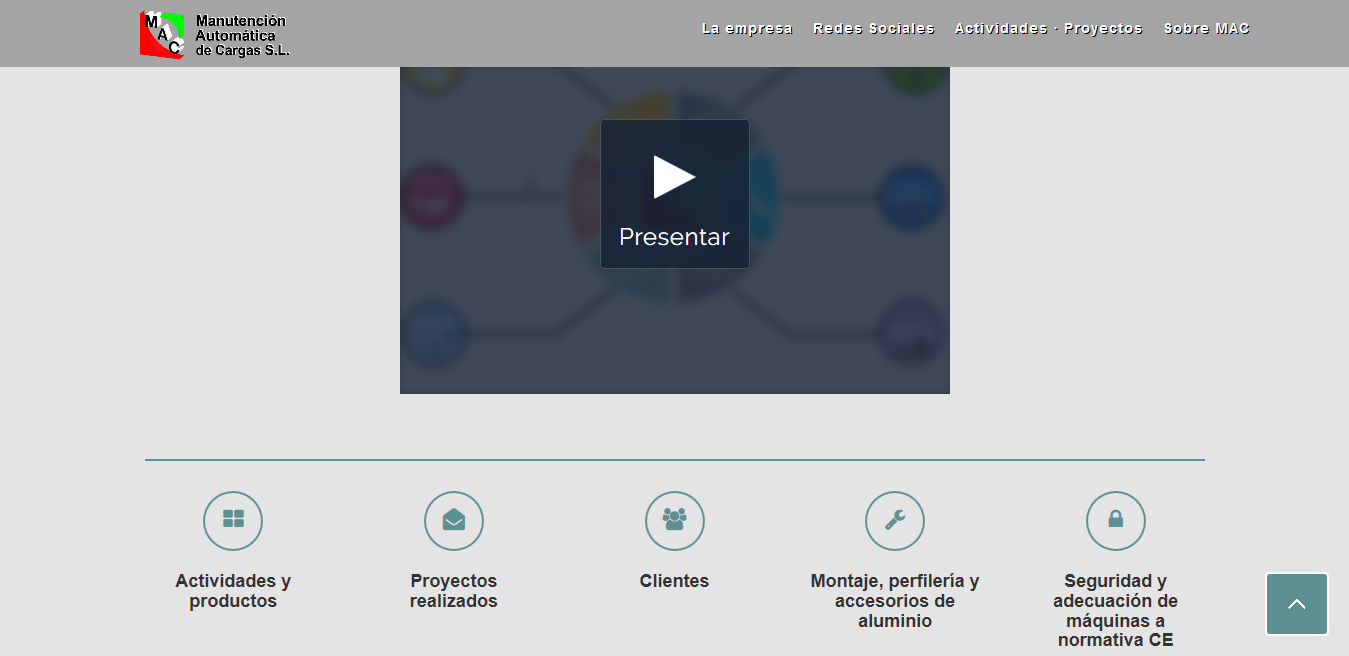 MAC
Manutención
Automática
de Cargas S.L.
La empresa
Redes Sociales
Actividades · Proyectos
Sobre MAC
Presentar
Actividades y
productos
Proyectos
realizados
Clientes
Montaje, perfilería y
accesorios de
aluminio
Seguridad y
adecuación de
máquinas a
normativa CE